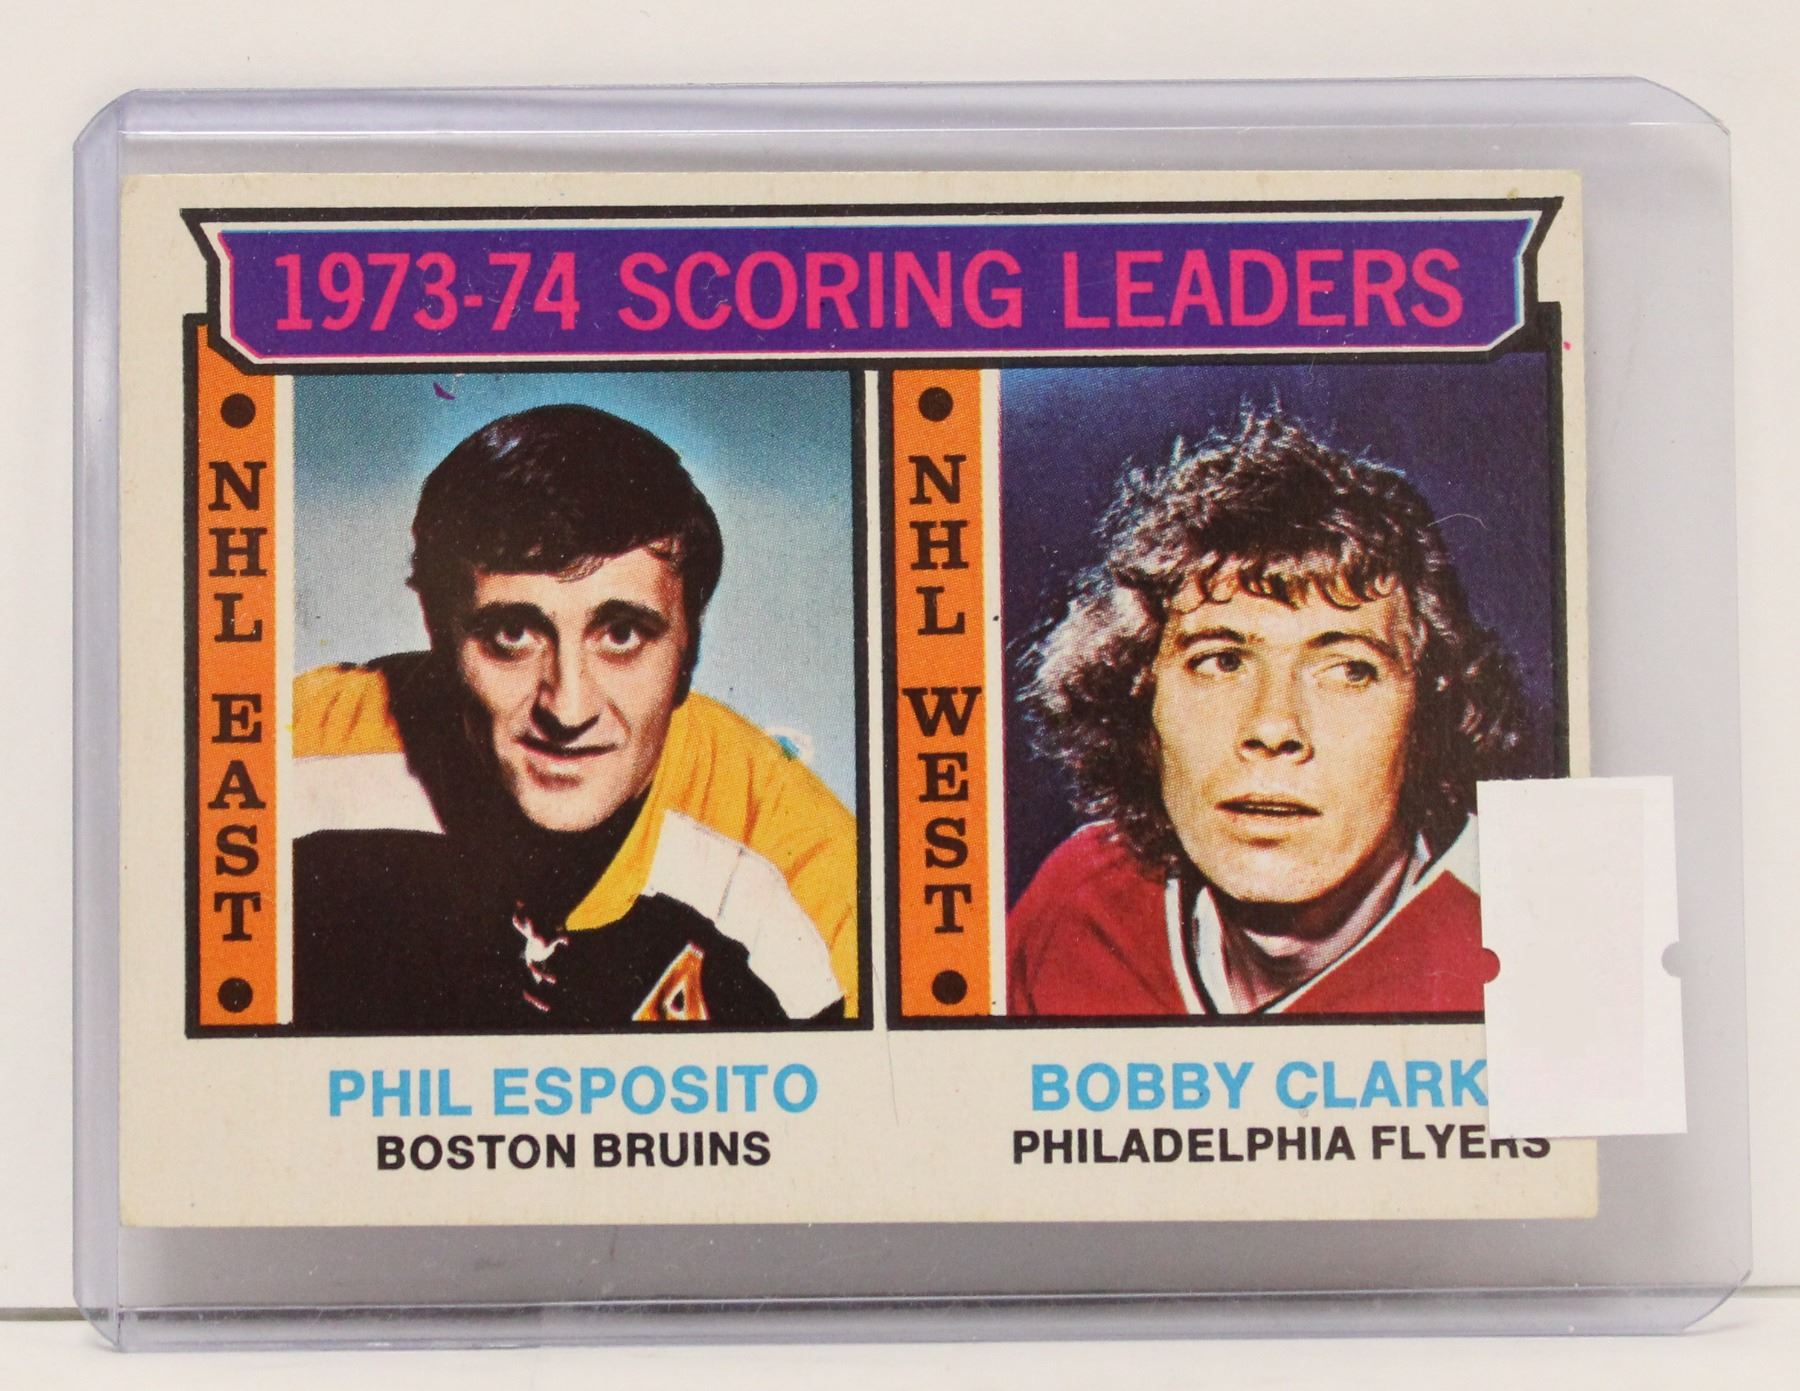 1973-74 SCORING LEADERS
NHL EAST
NHL WEST
PHIL ESPOSITO
BOSTON BRUINS
BOBBY CLARK
PHILADELPHIA FLYERS